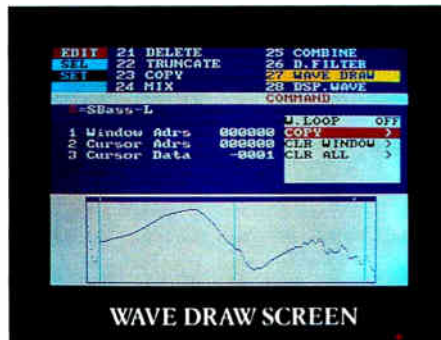 EDIT 21 DELETE 25 COMBINE
SEL 22 TRUNCATE 26 D.FILTER
SET 23 COPY 27 WAVE DRAW
24 MIX 28 DSP.WAVE
COMMAND
=SBass-L
W.LOOP OFF
1 Window Adrs 000000 COPY >
2 Cursor Adrs 000000 CLR WINDOW >
3 Cursor Data -0001 CLR ALL >
WAVE DRAW SCREEN